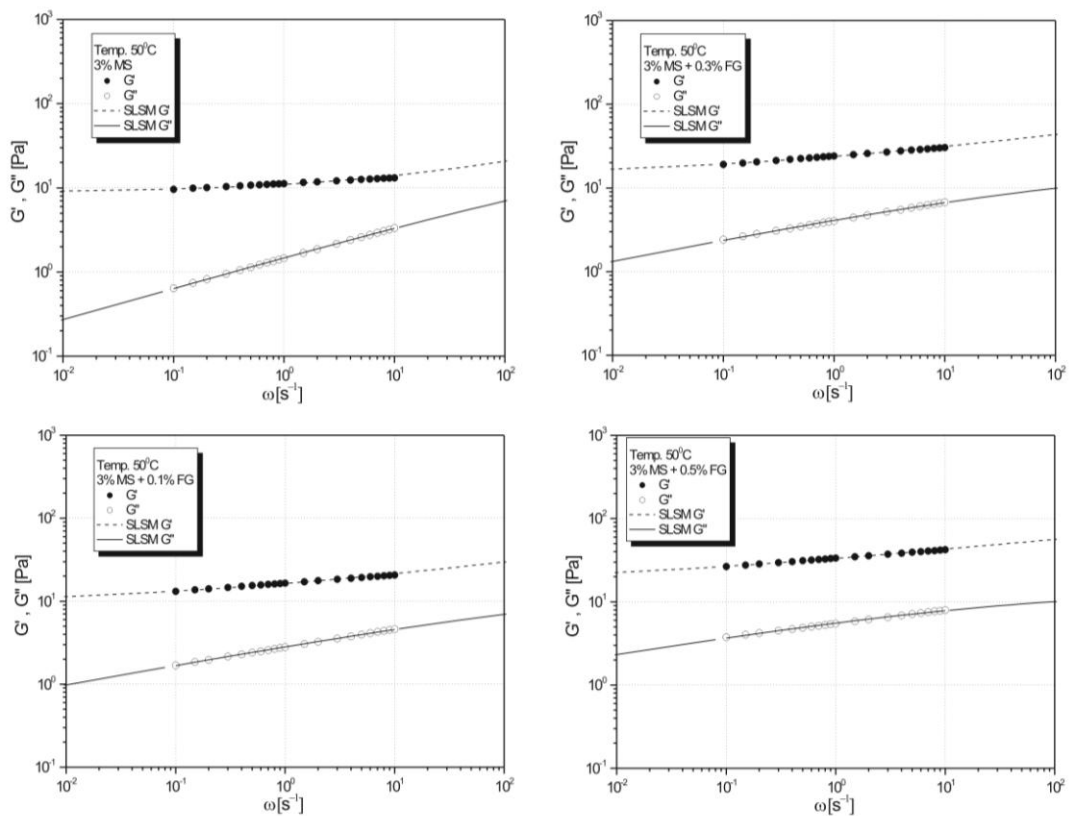 10³
10²
10¹
10⁰
10⁻¹
G' , G'' [Pa]
Temp. 50⁰C
3% MS
G'
G''
SLSM G'
SLSM G''
10⁻²
10⁻¹
10⁰
10¹
10²
ω[s⁻¹]
10³
10²
10¹
10⁰
10⁻¹
G' , G'' [Pa]
Temp. 50⁰C
3% MS + 0.3% FG
G'
G''
SLSM G'
SLSM G''
10⁻²
10⁻¹
10⁰
10¹
10²
ω[s⁻¹]
10³
10²
10¹
10⁰
10⁻¹
G' , G'' [Pa]
Temp. 50⁰C
3% MS + 0.1% FG
G'
G''
SLSM G'
SLSM G''
10⁻²
10⁻¹
10⁰
10¹
10²
ω[s⁻¹]
10³
10²
10¹
10⁰
10⁻¹
G' , G'' [Pa]
Temp. 50⁰C
3% MS + 0.5% FG
G'
G''
SLSM G'
SLSM G''
10⁻²
10⁻¹
10⁰
10¹
10²
ω[s⁻¹]